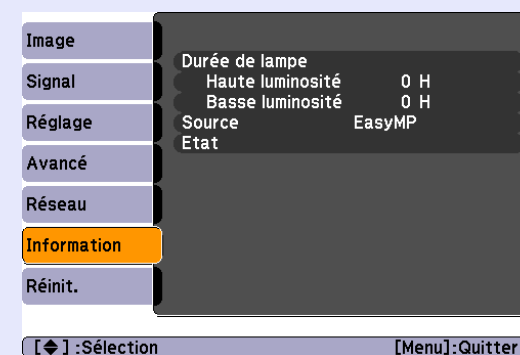 Image
Signal
Réglage
Avancé
Réseau
Information
Réinit.
Durée de lampe
Haute luminosité 0 H
Basse luminosité 0 H
Source EasyMP
Etat
[◆] :Sélection [Menu]:Quitter